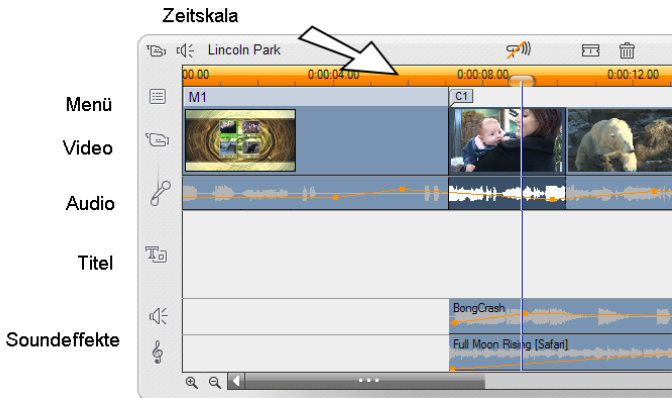 Zeitskala
Lincoln Park
00.00 0:00:04.00 0:00:08.00 0:00:12.00
Menü
M1
C1
Video
Audio
Titel
BongCrash
Soundeffekte
Full Moon Rising [Safari]